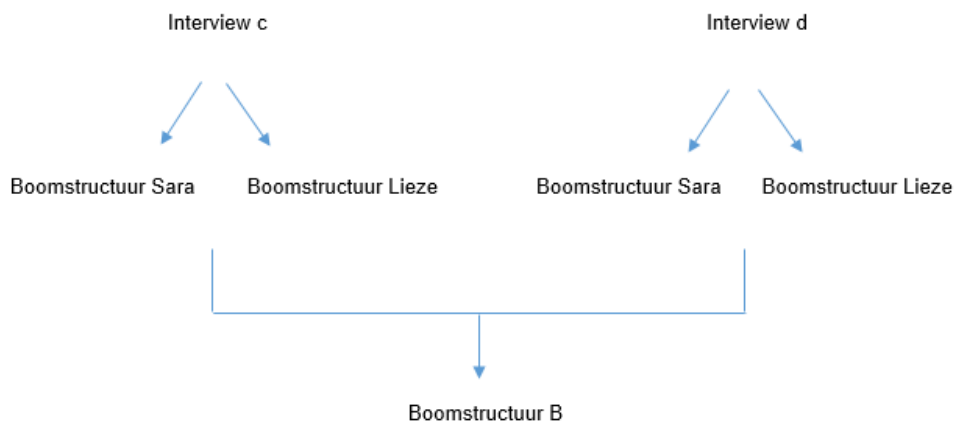 Interview c
Interview d
Boomstructuur Sara
Boomstructuur Lieze
Boomstructuur Sara
Boomstructuur Lieze
Boomstructuur B